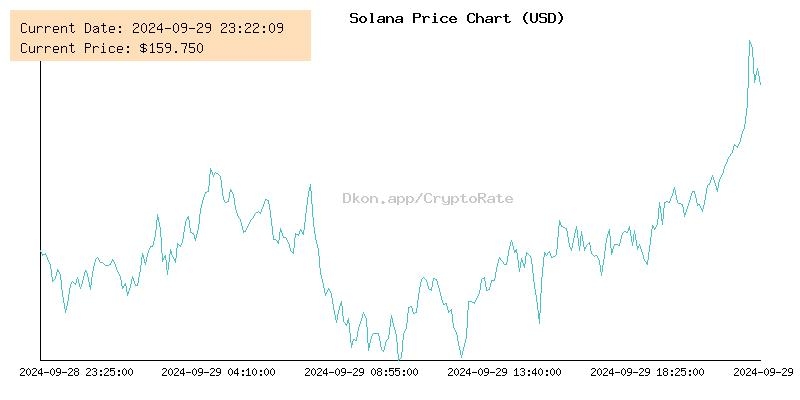 Solana Price Chart (USD)
Current Date: 2024-09-29 23:22:09
Current Price: $159.750
Dkon.app/CryptoRate
2024-09-28 23:25:00 2024-09-29 04:10:00 2024-09-29 08:55:00 2024-09-29 13:40:00 2024-09-29 18:25:00 2024-09-29